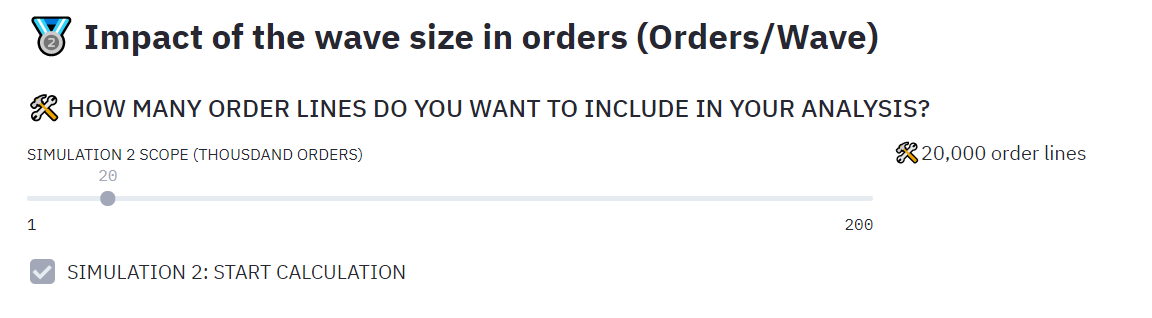 2
Impact of the wave size in orders (Orders/Wave)
HOW MANY ORDER LINES DO YOU WANT TO INCLUDE IN YOUR ANALYSIS?
SIMULATION 2 SCOPE (THOUSDAND ORDERS)
20,000 order lines
20
1
200
SIMULATION 2: START CALCULATION